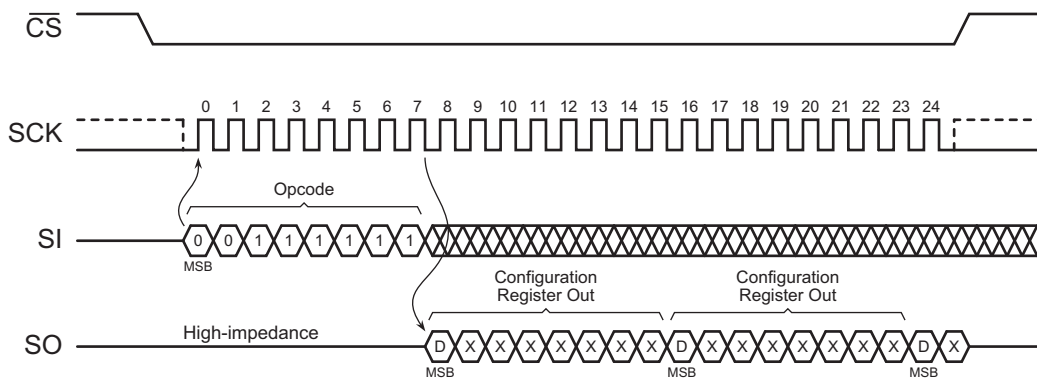 CS
0 1 2 3 4 5 6 7 8 9 10 11 12 13 14 15 16 17 18 19 20 21 22 23 24
SCK
Opcode
SI 0 0 1 1 1 1 1 1
MSB
Configuration
Register Out
Configuration
Register Out
SO High-impedance D X X X X X X X D X X X X X X X D X
MSB MSB MSB